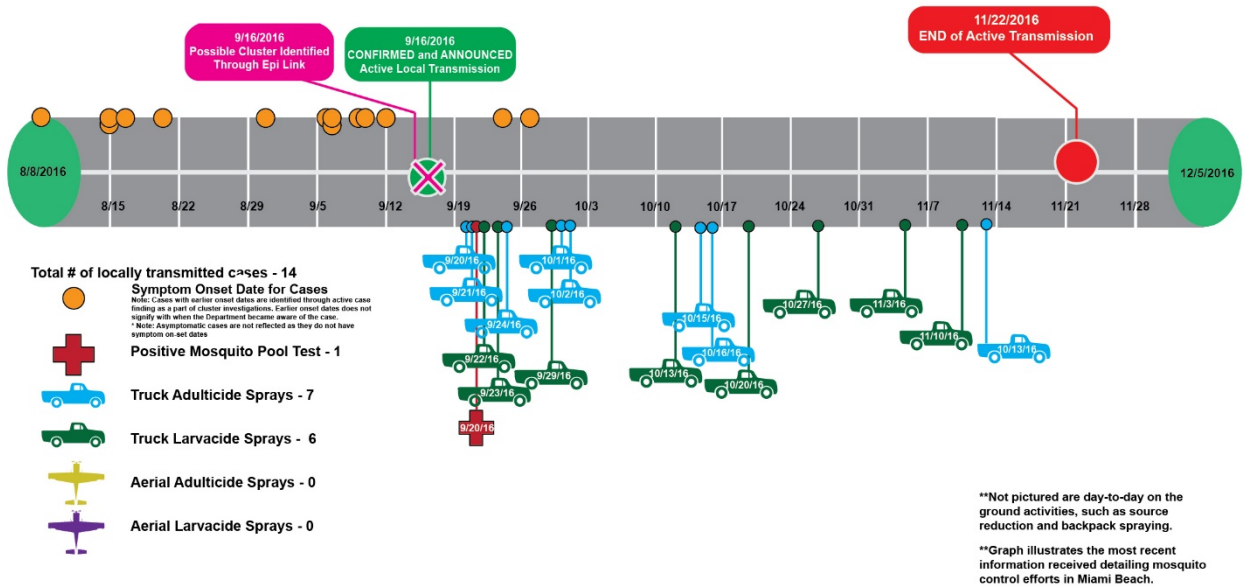 9/16/2016
Possible Cluster Identified
Through Epi Link
9/16/2016
CONFIRMED and ANNOUNCED
Active Local Transmission
11/22/2016
END of Active Transmission
8/8/2016
12/5/2016
8/15
8/22
8/29
9/5
9/12
9/19
9/26
10/3
10/10
10/17
10/24
10/31
11/7
11/14
11/21
11/28
9/20/16
9/21/16
9/24/16
9/22/16
9/23/16
9/20/16
10/1/16
10/2/16
9/29/16
10/15/16
10/16/16
10/13/16
10/20/16
10/27/16
11/3/16
11/10/16
10/13/16
Total # of locally transmitted cases - 14
Symptom Onset Date for Cases
Note: Cases with earlier onset dates are identified through active case
finding as a part of cluster investigations. Earlier onset dates does not
signify with when the Department became aware of the case.
* Note: Asymptomatic cases are not reflected as they do not have
symptom on-set dates
Positive Mosquito Pool Test - 1
Truck Adulticide Sprays - 7
Truck Larvacide Sprays - 6
Aerial Adulticide Sprays - 0
Aerial Larvacide Sprays - 0
**Not pictured are day-to-day on the
ground activities, such as source
reduction and backpack spraying.
**Graph illustrates the most recent
information received detailing mosquito
control efforts in Miami Beach.